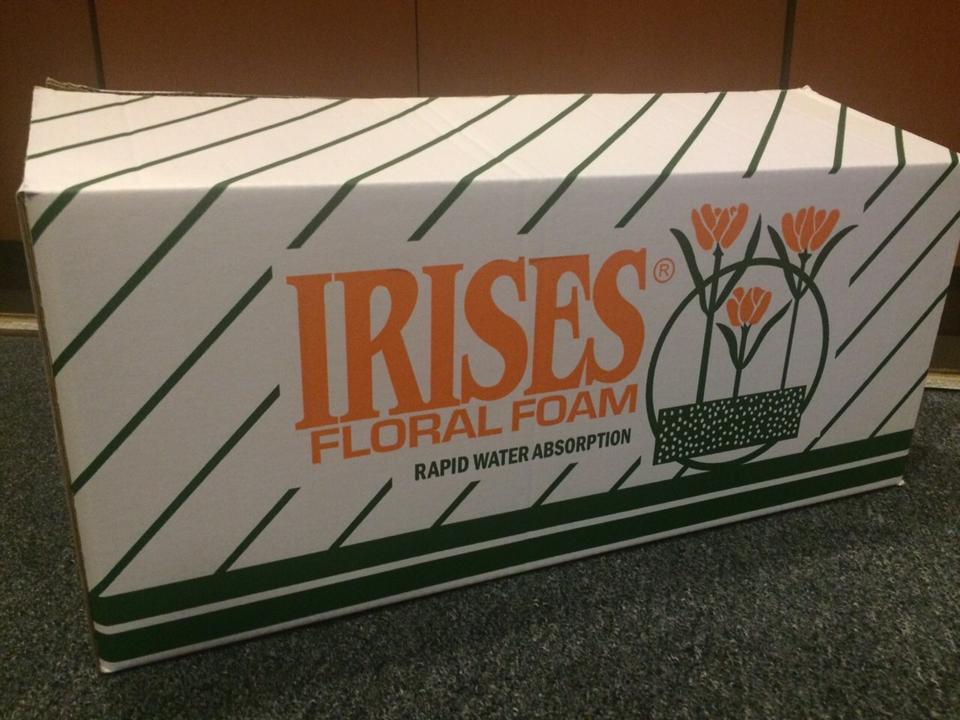 IRISES®
FLORAL FOAM
RAPID WATER ABSORPTION